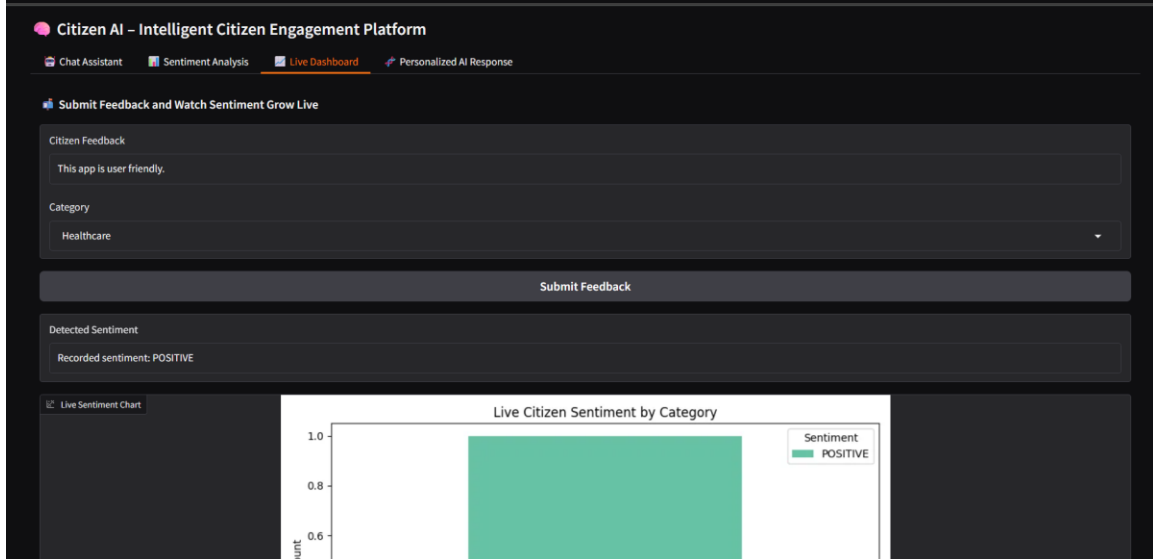 Citizen AI – Intelligent Citizen Engagement Platform
Chat Assistant Sentiment Analysis Live Dashboard Personalized AI Response
Submit Feedback and Watch Sentiment Grow Live
Citizen Feedback
This app is user friendly.
Category
Healthcare
Submit Feedback
Detected Sentiment
Recorded sentiment: POSITIVE
Live Sentiment Chart
Live Citizen Sentiment by Category
Sentiment
POSITIVE
1.0
0.8
0.6